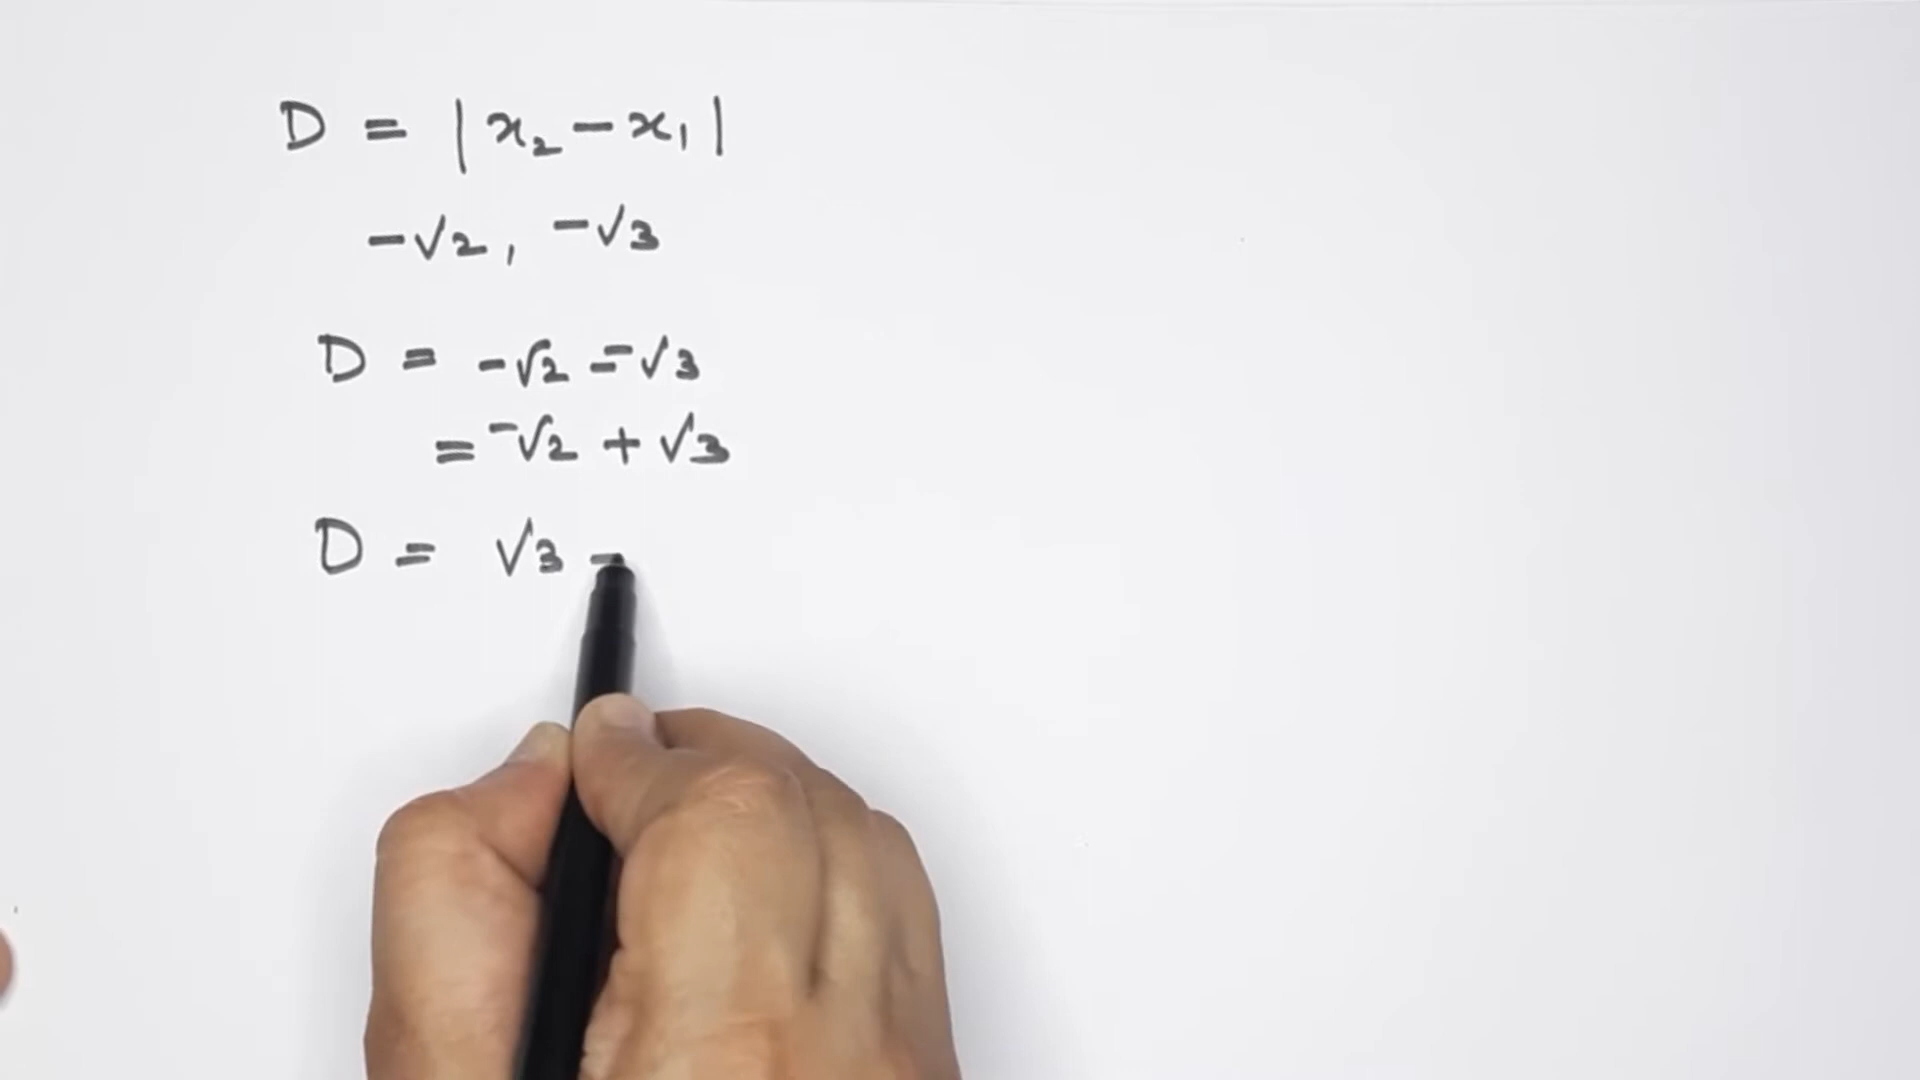 D = |x₂ - x₁|
-√2, -√3
D = -√2 - -√3
= -√2 + √3
D = √3 -